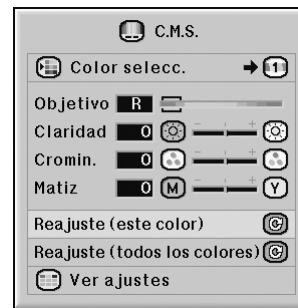 C.M.S.
Color selecc. 1
Objetivo R
Claridad 0
Cromin. 0
Matiz 0 M Y
Reajuste (este color)
Reajuste (todos los colores)
Ver ajustes